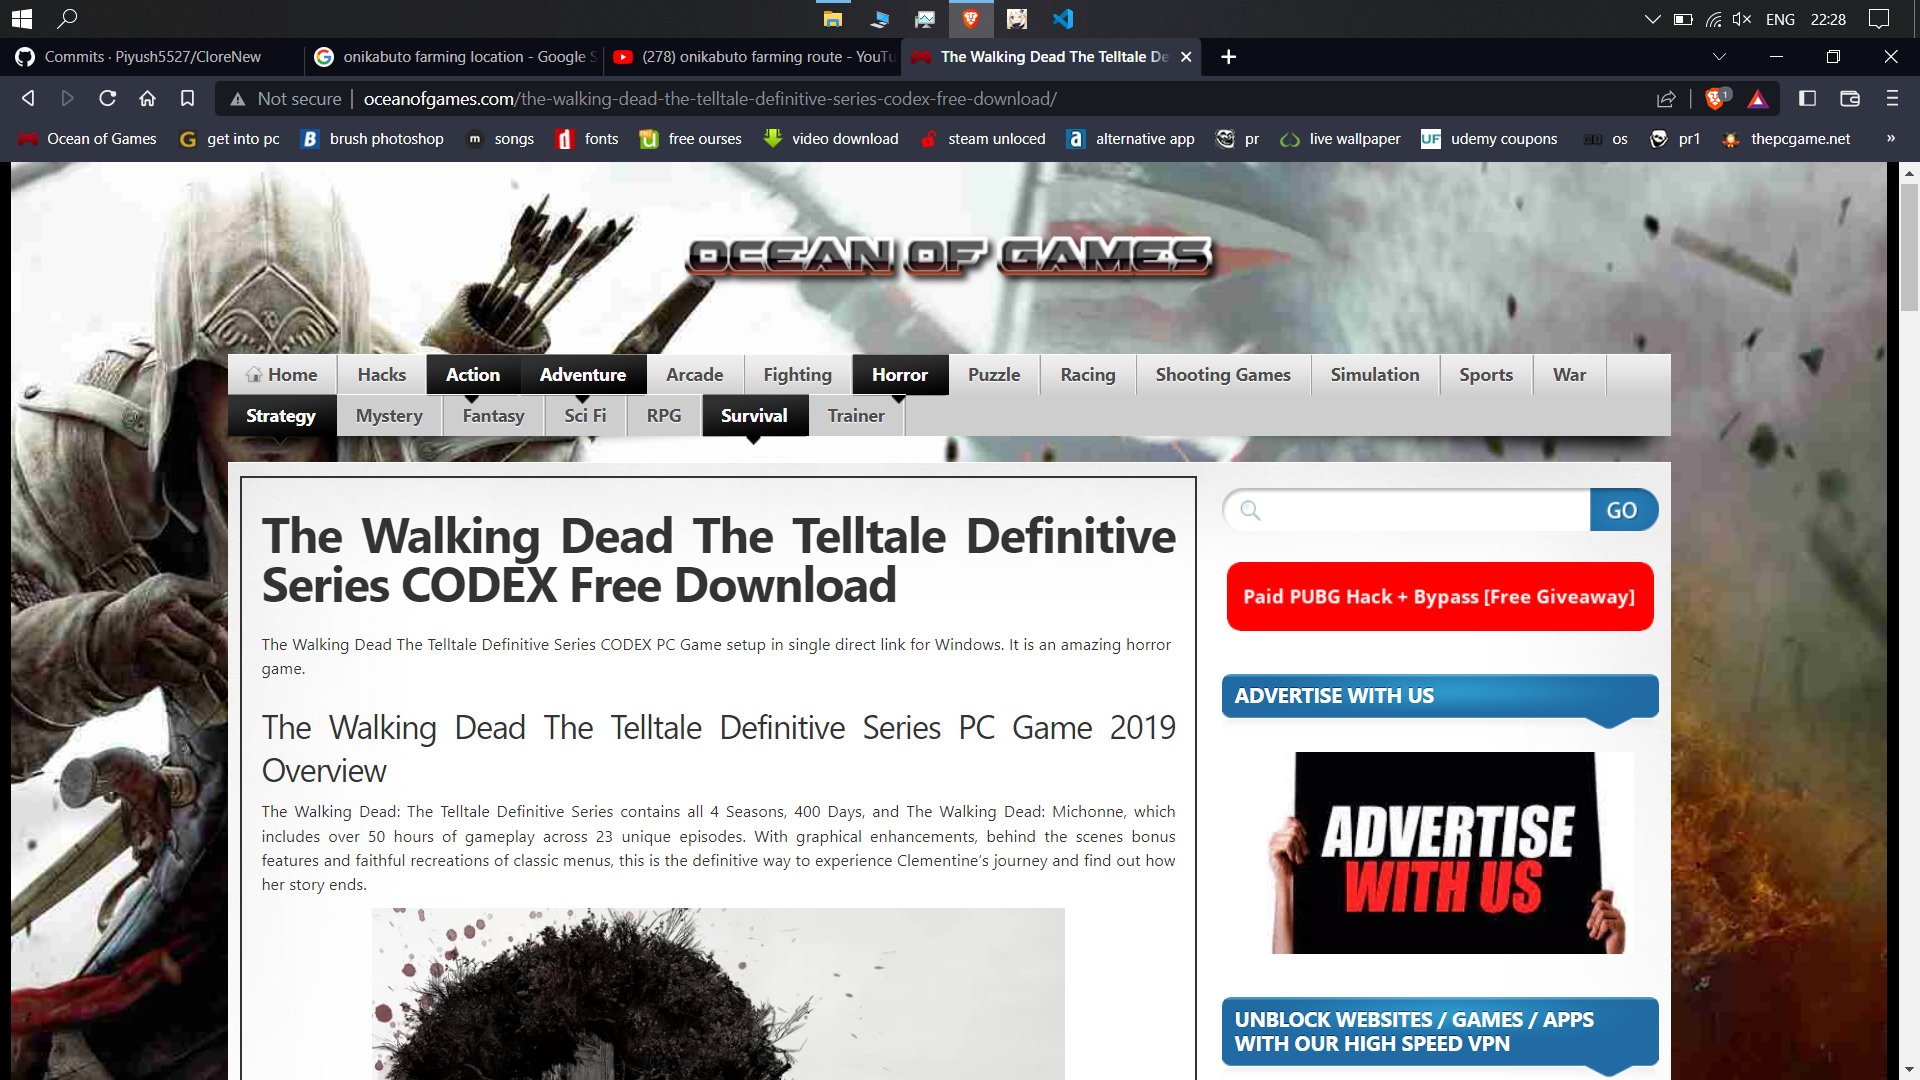 ENG
22:28
Commits · Piyush5527/CloreNew
onikabuto farming location - Google S
(278) onikabuto farming route - YouTu
The Walking Dead The Telltale De
Not secure
oceanofgames.com/the-walking-dead-the-telltale-definitive-series-codex-free-download/
1
Ocean of Games
get into pc
brush photoshop
songs
fonts
free ourses
video download
steam unloced
alternative app
pr
live wallpaper
udemy coupons
os
pr1
thepcgame.net
»
OCEAN OF GAMES
Home
Hacks
Action
Adventure
Arcade
Fighting
Horror
Puzzle
Racing
Shooting Games
Simulation
Sports
War
Strategy
Mystery
Fantasy
Sci Fi
RPG
Survival
Trainer
The Walking Dead The Telltale Definitive
Series CODEX Free Download
The Walking Dead The Telltale Definitive Series CODEX PC Game setup in single direct link for Windows. It is an amazing horror
game.
The Walking Dead The Telltale Definitive Series PC Game 2019
Overview
The Walking Dead: The Telltale Definitive Series contains all 4 Seasons, 400 Days, and The Walking Dead: Michonne, which
includes over 50 hours of gameplay across 23 unique episodes. With graphical enhancements, behind the scenes bonus
features and faithful recreations of classic menus, this is the definitive way to experience Clementine's journey and find out how
her story ends.
GO
Paid PUBG Hack + Bypass [Free Giveaway]
ADVERTISE WITH US
ADVERTISE
WITH US
UNBLOCK WEBSITES / GAMES / APPS
WITH OUR HIGH SPEED VPN